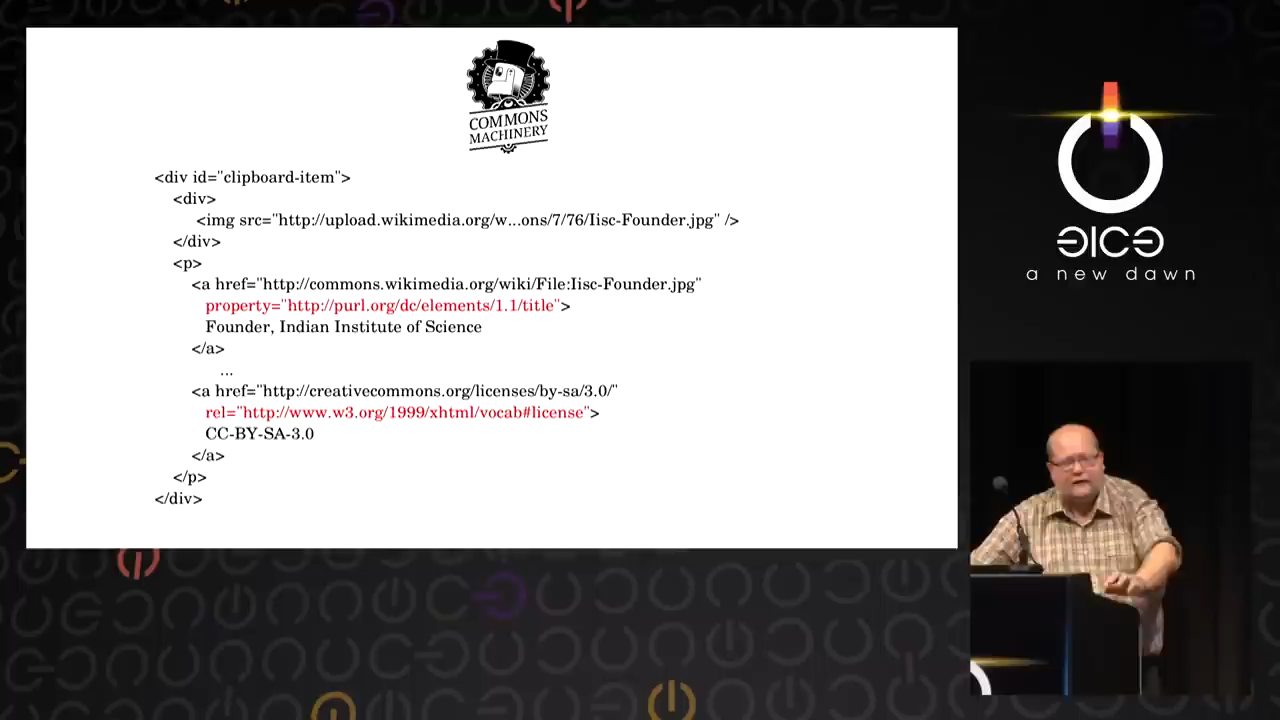 COMMONS
MACHINERY
<div id="clipboard-item">
<div>
<img src="http://upload.wikimedia.org/w...ons/7/76/Iisc-Founder.jpg" />
</div>
<p>
<a href="http://commons.wikimedia.org/wiki/File:Iisc-Founder.jpg"
property="http://purl.org/dc/elements/1.1/title">
Founder, Indian Institute of Science
</a>
...
<a href="http://creativecommons.org/licenses/by-sa/3.0/"
rel="http://www.w3.org/1999/xhtml/vocab#license">
CC-BY-SA-3.0
</a>
</p>
</div>
ƏICƏ
a new dawn